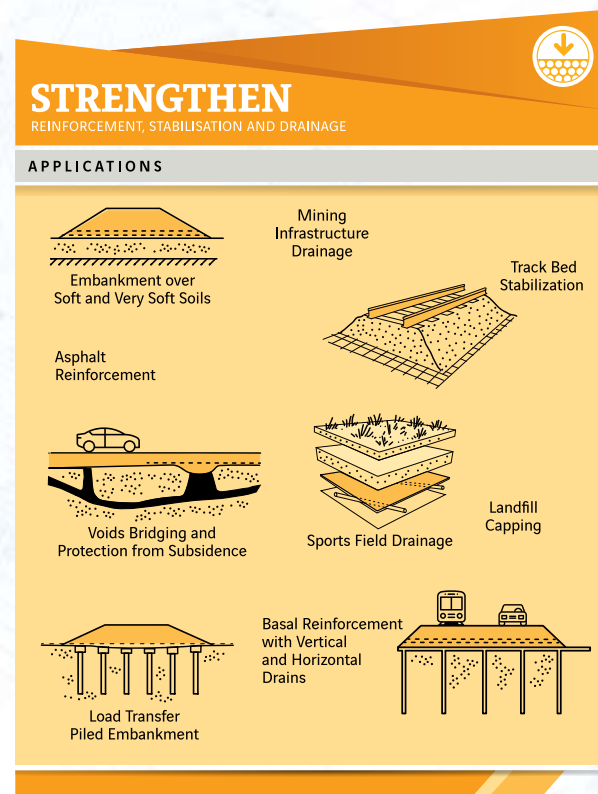 STRENGTHEN
REINFORCEMENT, STABILISATION AND DRAINAGE
APPLICATIONS
Embankment over
Soft and Very Soft Soils
Mining
Infrastructure
Drainage
Track Bed
Stabilization
Asphalt
Reinforcement
Voids Bridging and
Protection from Subsidence
Sports Field Drainage
Landfill
Capping
Load Transfer
Piled Embankment
Basal Reinforcement
with Vertical
and Horizontal
Drains